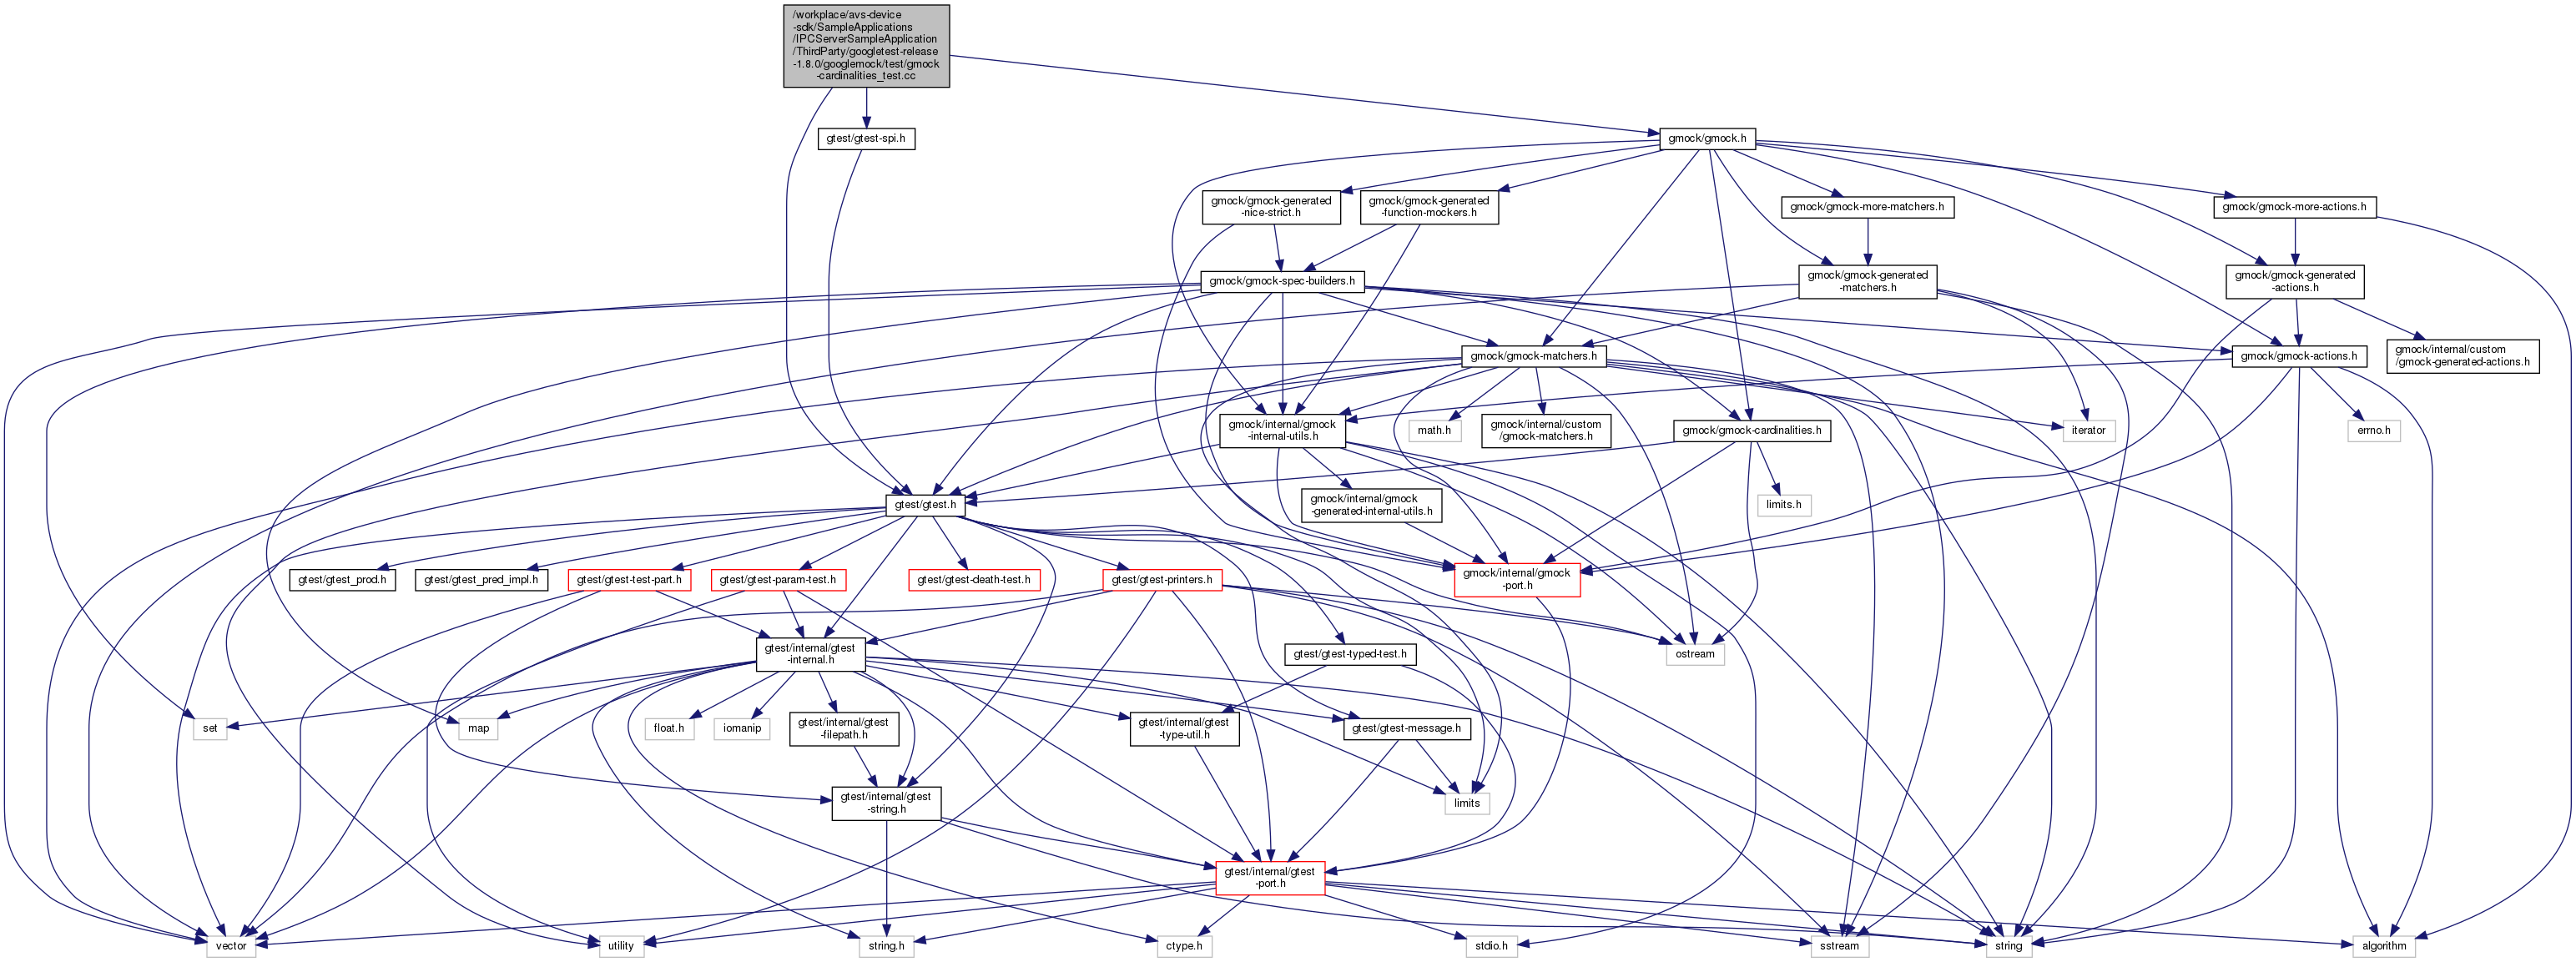 /workplace/avs-device
-sdk/SampleApplications
/IPCServerSampleApplication
/ThirdParty/googletest-release
-1.8.0/googlemock/test/gmock
-cardinalities_test.cc
gtest/gtest-spi.h
gmock/gmock.h
gmock/gmock-generated
-nice-strict.h
gmock/gmock-generated
-function-mockers.h
gmock/gmock-more-matchers.h
gmock/gmock-more-actions.h
gmock/gmock-spec-builders.h
gmock/gmock-generated
-matchers.h
gmock/gmock-generated
-actions.h
gmock/gmock-matchers.h
gmock/gmock-actions.h
gmock/internal/custom
/gmock-generated-actions.h
gmock/internal/gmock
-internal-utils.h
math.h
gmock/internal/custom
/gmock-matchers.h
gmock/gmock-cardinalities.h
iterator
errno.h
gtest/gtest.h
gmock/internal/gmock
-generated-internal-utils.h
limits.h
gtest/gtest_prod.h
gtest/gtest_pred_impl.h
gtest/gtest-test-part.h
gtest/gtest-param-test.h
gtest/gtest-death-test.h
gtest/gtest-printers.h
gmock/internal/gmock
-port.h
gtest/internal/gtest
-internal.h
gtest/gtest-typed-test.h
ostream
set
map
float.h
iomanip
gtest/internal/gtest
-filepath.h
gtest/internal/gtest
-type-util.h
gtest/gtest-message.h
gtest/internal/gtest
-string.h
limits
gtest/internal/gtest
-port.h
vector
utility
string.h
ctype.h
stdio.h
sstream
string
algorithm